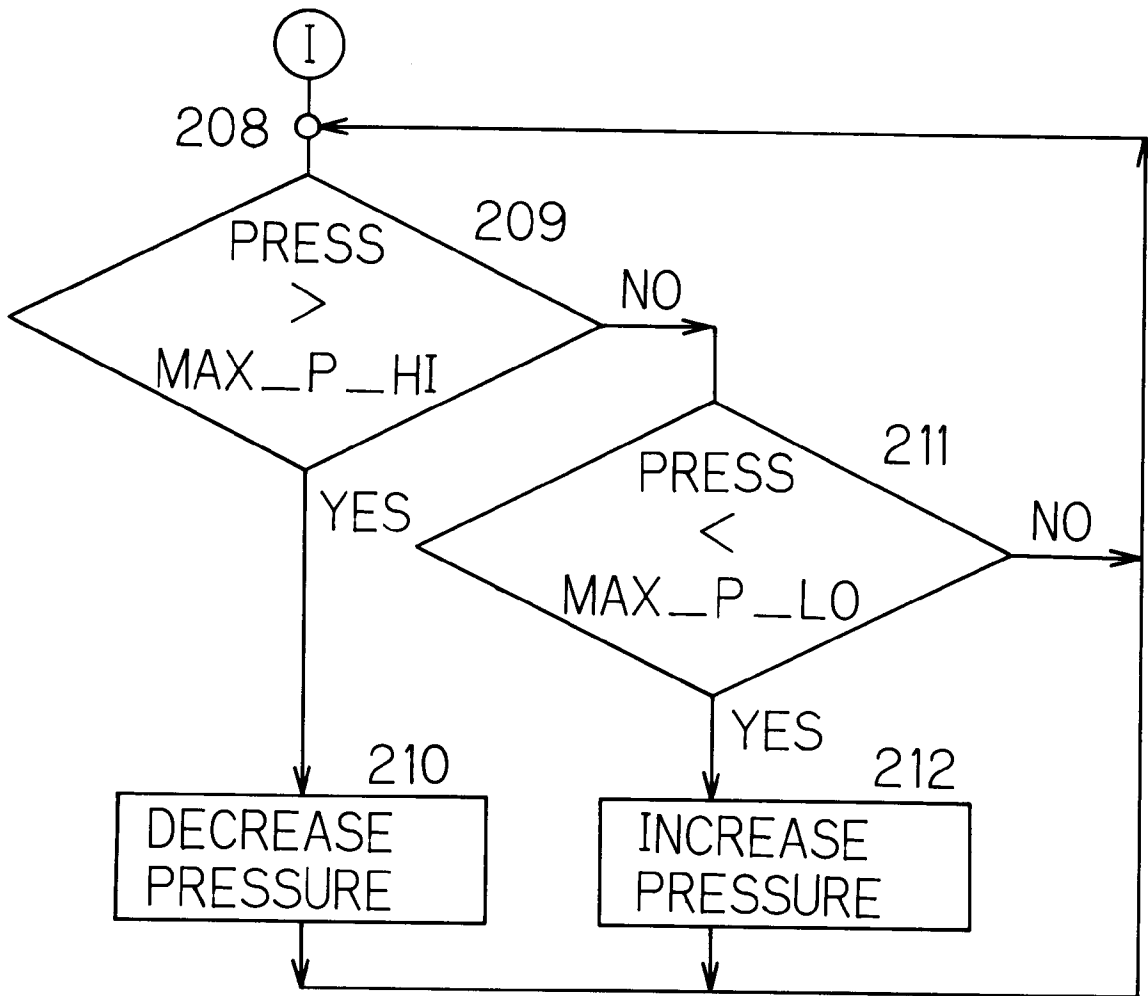 I
208
209
PRESS
>
MAX_P_HI
NO
YES
211
PRESS
<
MAX_P_LO
NO
YES
210
DECREASE
PRESSURE
212
INCREASE
PRESSURE